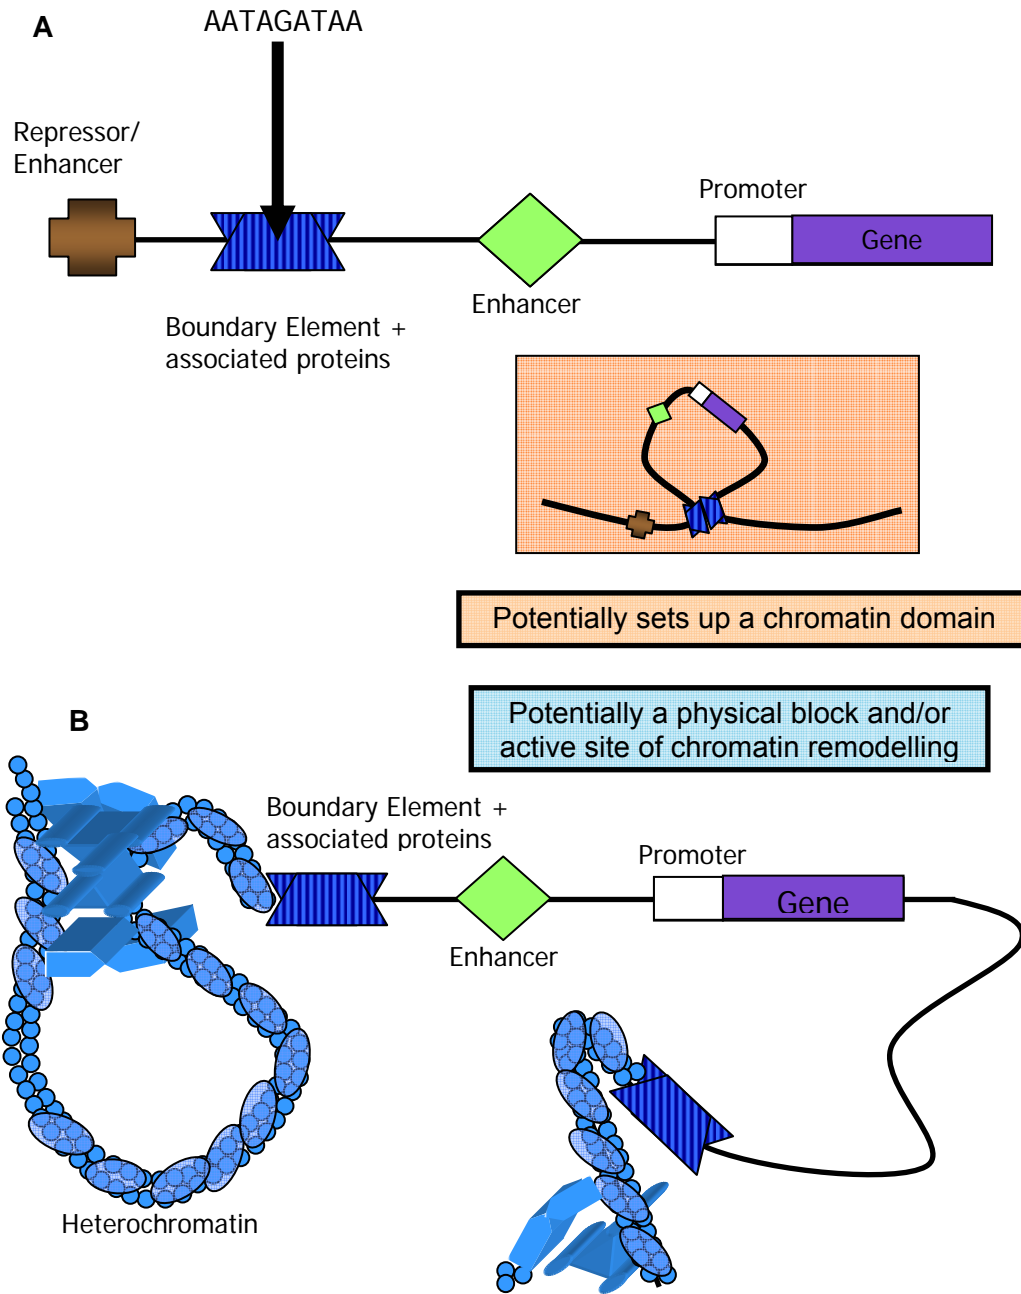 A
AATAGATAA
Repressor/
Enhancer
Promoter
Gene
Enhancer
Boundary Element +
associated proteins
Potentially sets up a chromatin domain
Potentially a physical block and/or
active site of chromatin remodelling
B
Boundary Element +
associated proteins
Promoter
Gene
Enhancer
Heterochromatin